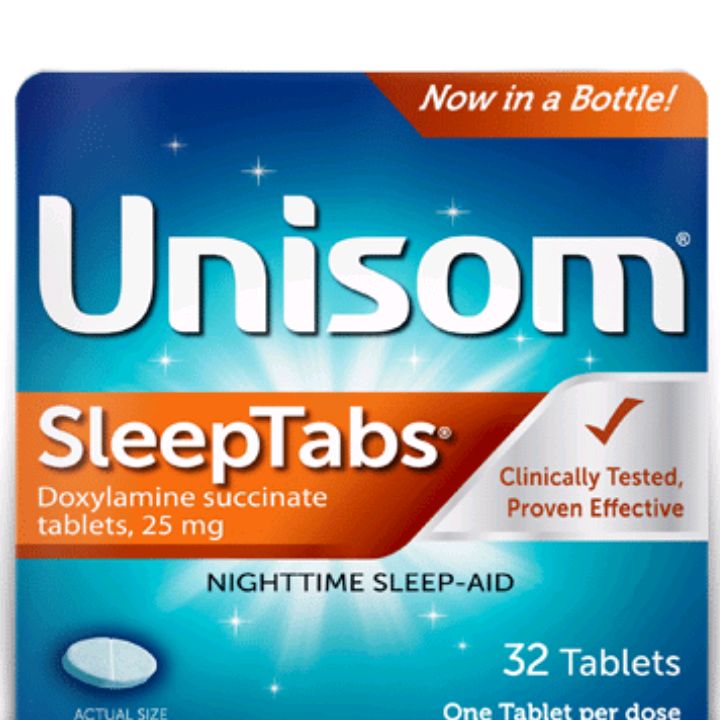 Now in a Bottle!
Unisom®
SleepTabs®
Doxylamine succinate
tablets, 25 mg
Clinically Tested,
Proven Effective
NIGHTTIME SLEEP-AID
32 Tablets
ACTUAL SIZE
One Tablet per dose